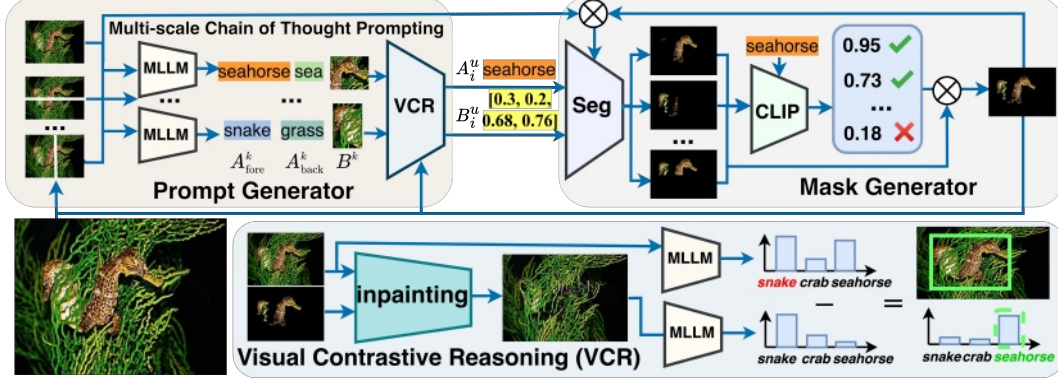 Multi-scale Chain of Thought Prompting
MLLM
seahorse sea
...
...
MLLM
snake grass
...
A^k_fore A^k_back B^k
VCR
Prompt Generator
A^u_i seahorse
B^u_i [0.3, 0.2,
0.68, 0.76]
Seg
...
seahorse
CLIP
0.95
0.73
...
0.18
Mask Generator
inpainting
MLLM
MLLM
snake crab seahorse
−
=
snake crab seahorse
snake crab seahorse
Visual Contrastive Reasoning (VCR)